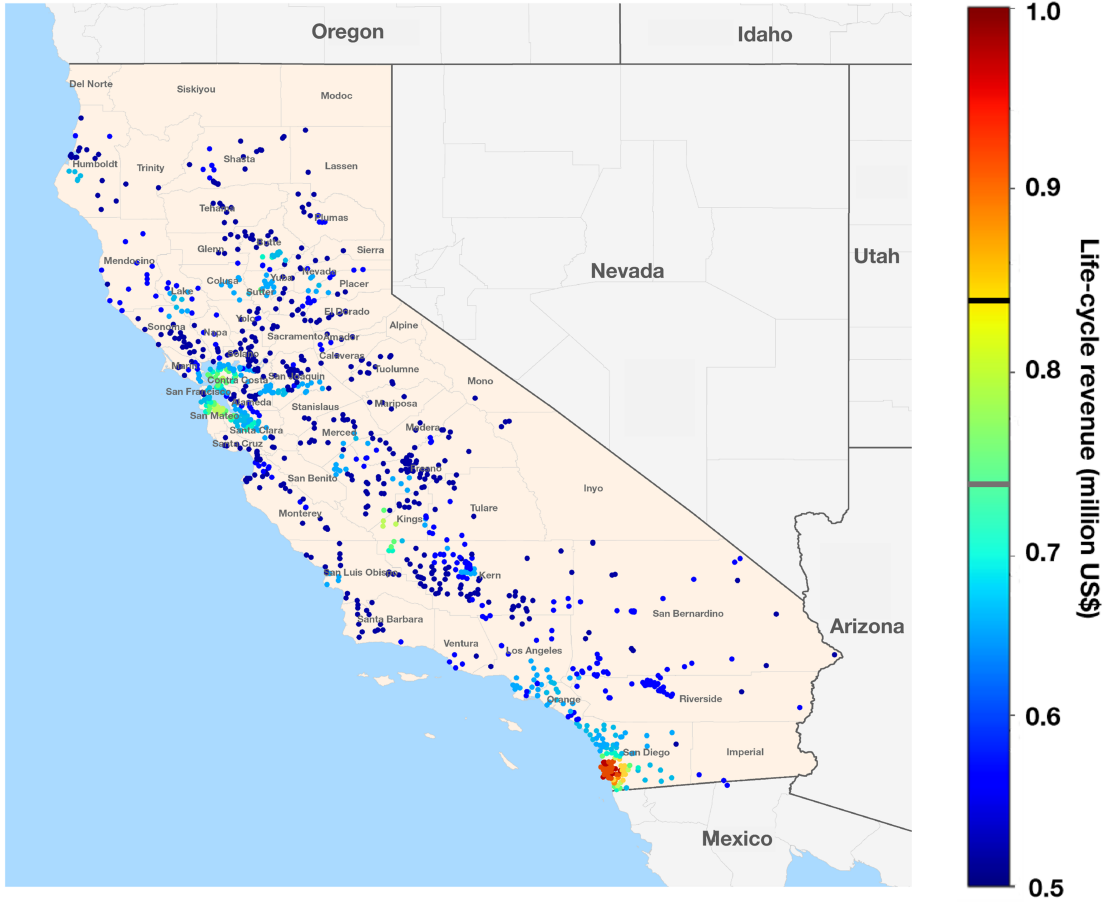 Oregon
Idaho
1.0
Del Norte
Siskiyou
Modoc
Humboldt
Trinity
Shasta
Lassen
0.9
Tehama
Plumas
Glenn
Butte
Sierra
Utah
Mendocino
Nevada
Nevada
Colusa
Yuba
Placer
Lake
Sutter
Yolo
El Dorado
Sonoma
Napa
Sacramento
Amador
Alpine
Solano
Calaveras
Marin
Tuolumne
0.8
Contra Costa
San Joaquin
Mono
San Francisco
Alameda
Stanislaus
Mariposa
San Mateo
Santa Clara
Merced
Madera
Santa Cruz
Fresno
San Benito
Inyo
Monterey
Kings
Tulare
0.7
San Luis Obispo
Kern
Santa Barbara
San Bernardino
Arizona
Ventura
Los Angeles
Orange
Riverside
0.6
San Diego
Imperial
Mexico
0.5
Life-cycle revenue (million US$)